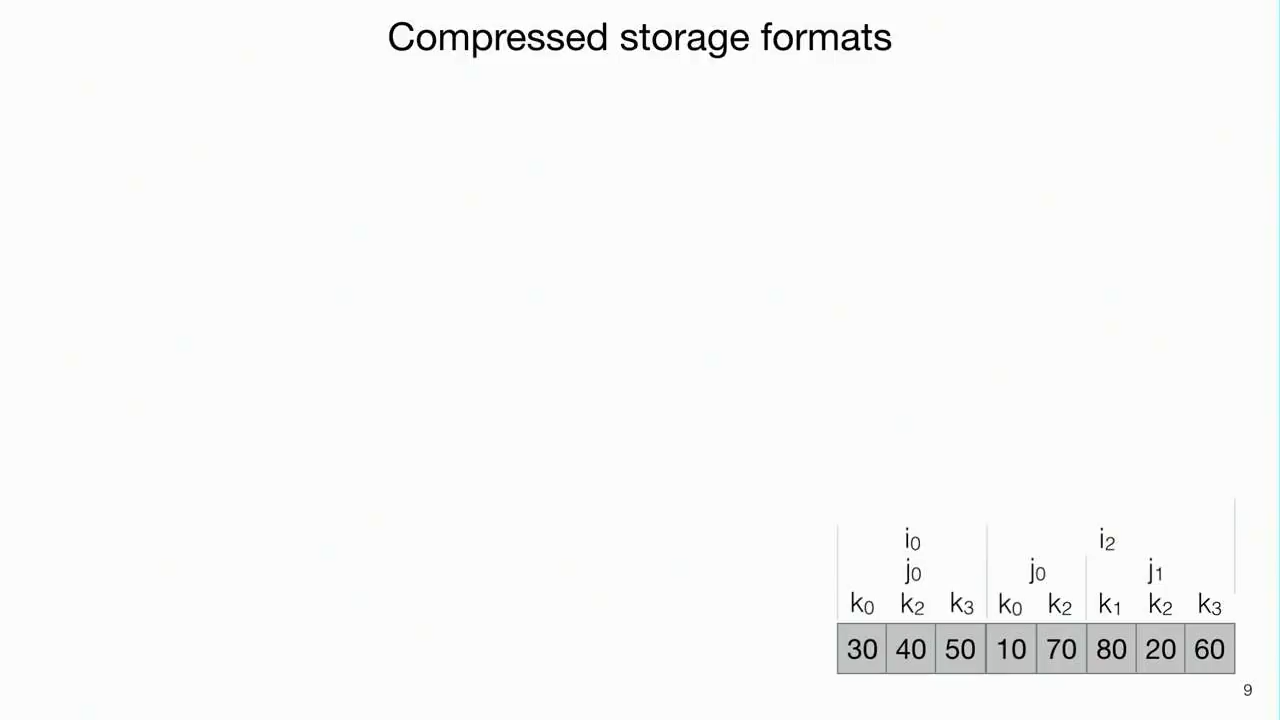 Compressed storage formats
i₀ i₂
j₀ j₀ j₁
k₀ k₂ k₃ k₀ k₂ k₁ k₂ k₃
30 40 50 10 70 80 20 60
9